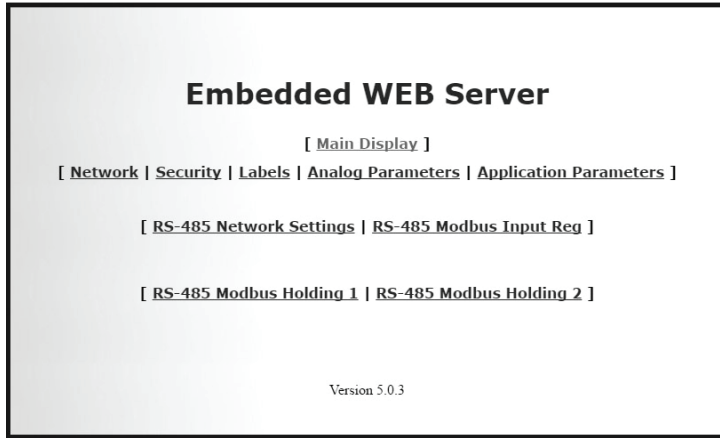 Embedded WEB Server
[ Main Display ]
[ Network | Security | Labels | Analog Parameters | Application Parameters ]
[ RS-485 Network Settings | RS-485 Modbus Input Reg ]
[ RS-485 Modbus Holding 1 | RS-485 Modbus Holding 2 ]
Version 5.0.3